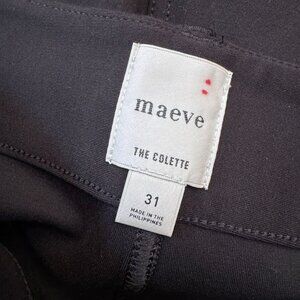 maeve
THE COLETTE
31
MADE IN THE
PHILIPPINES